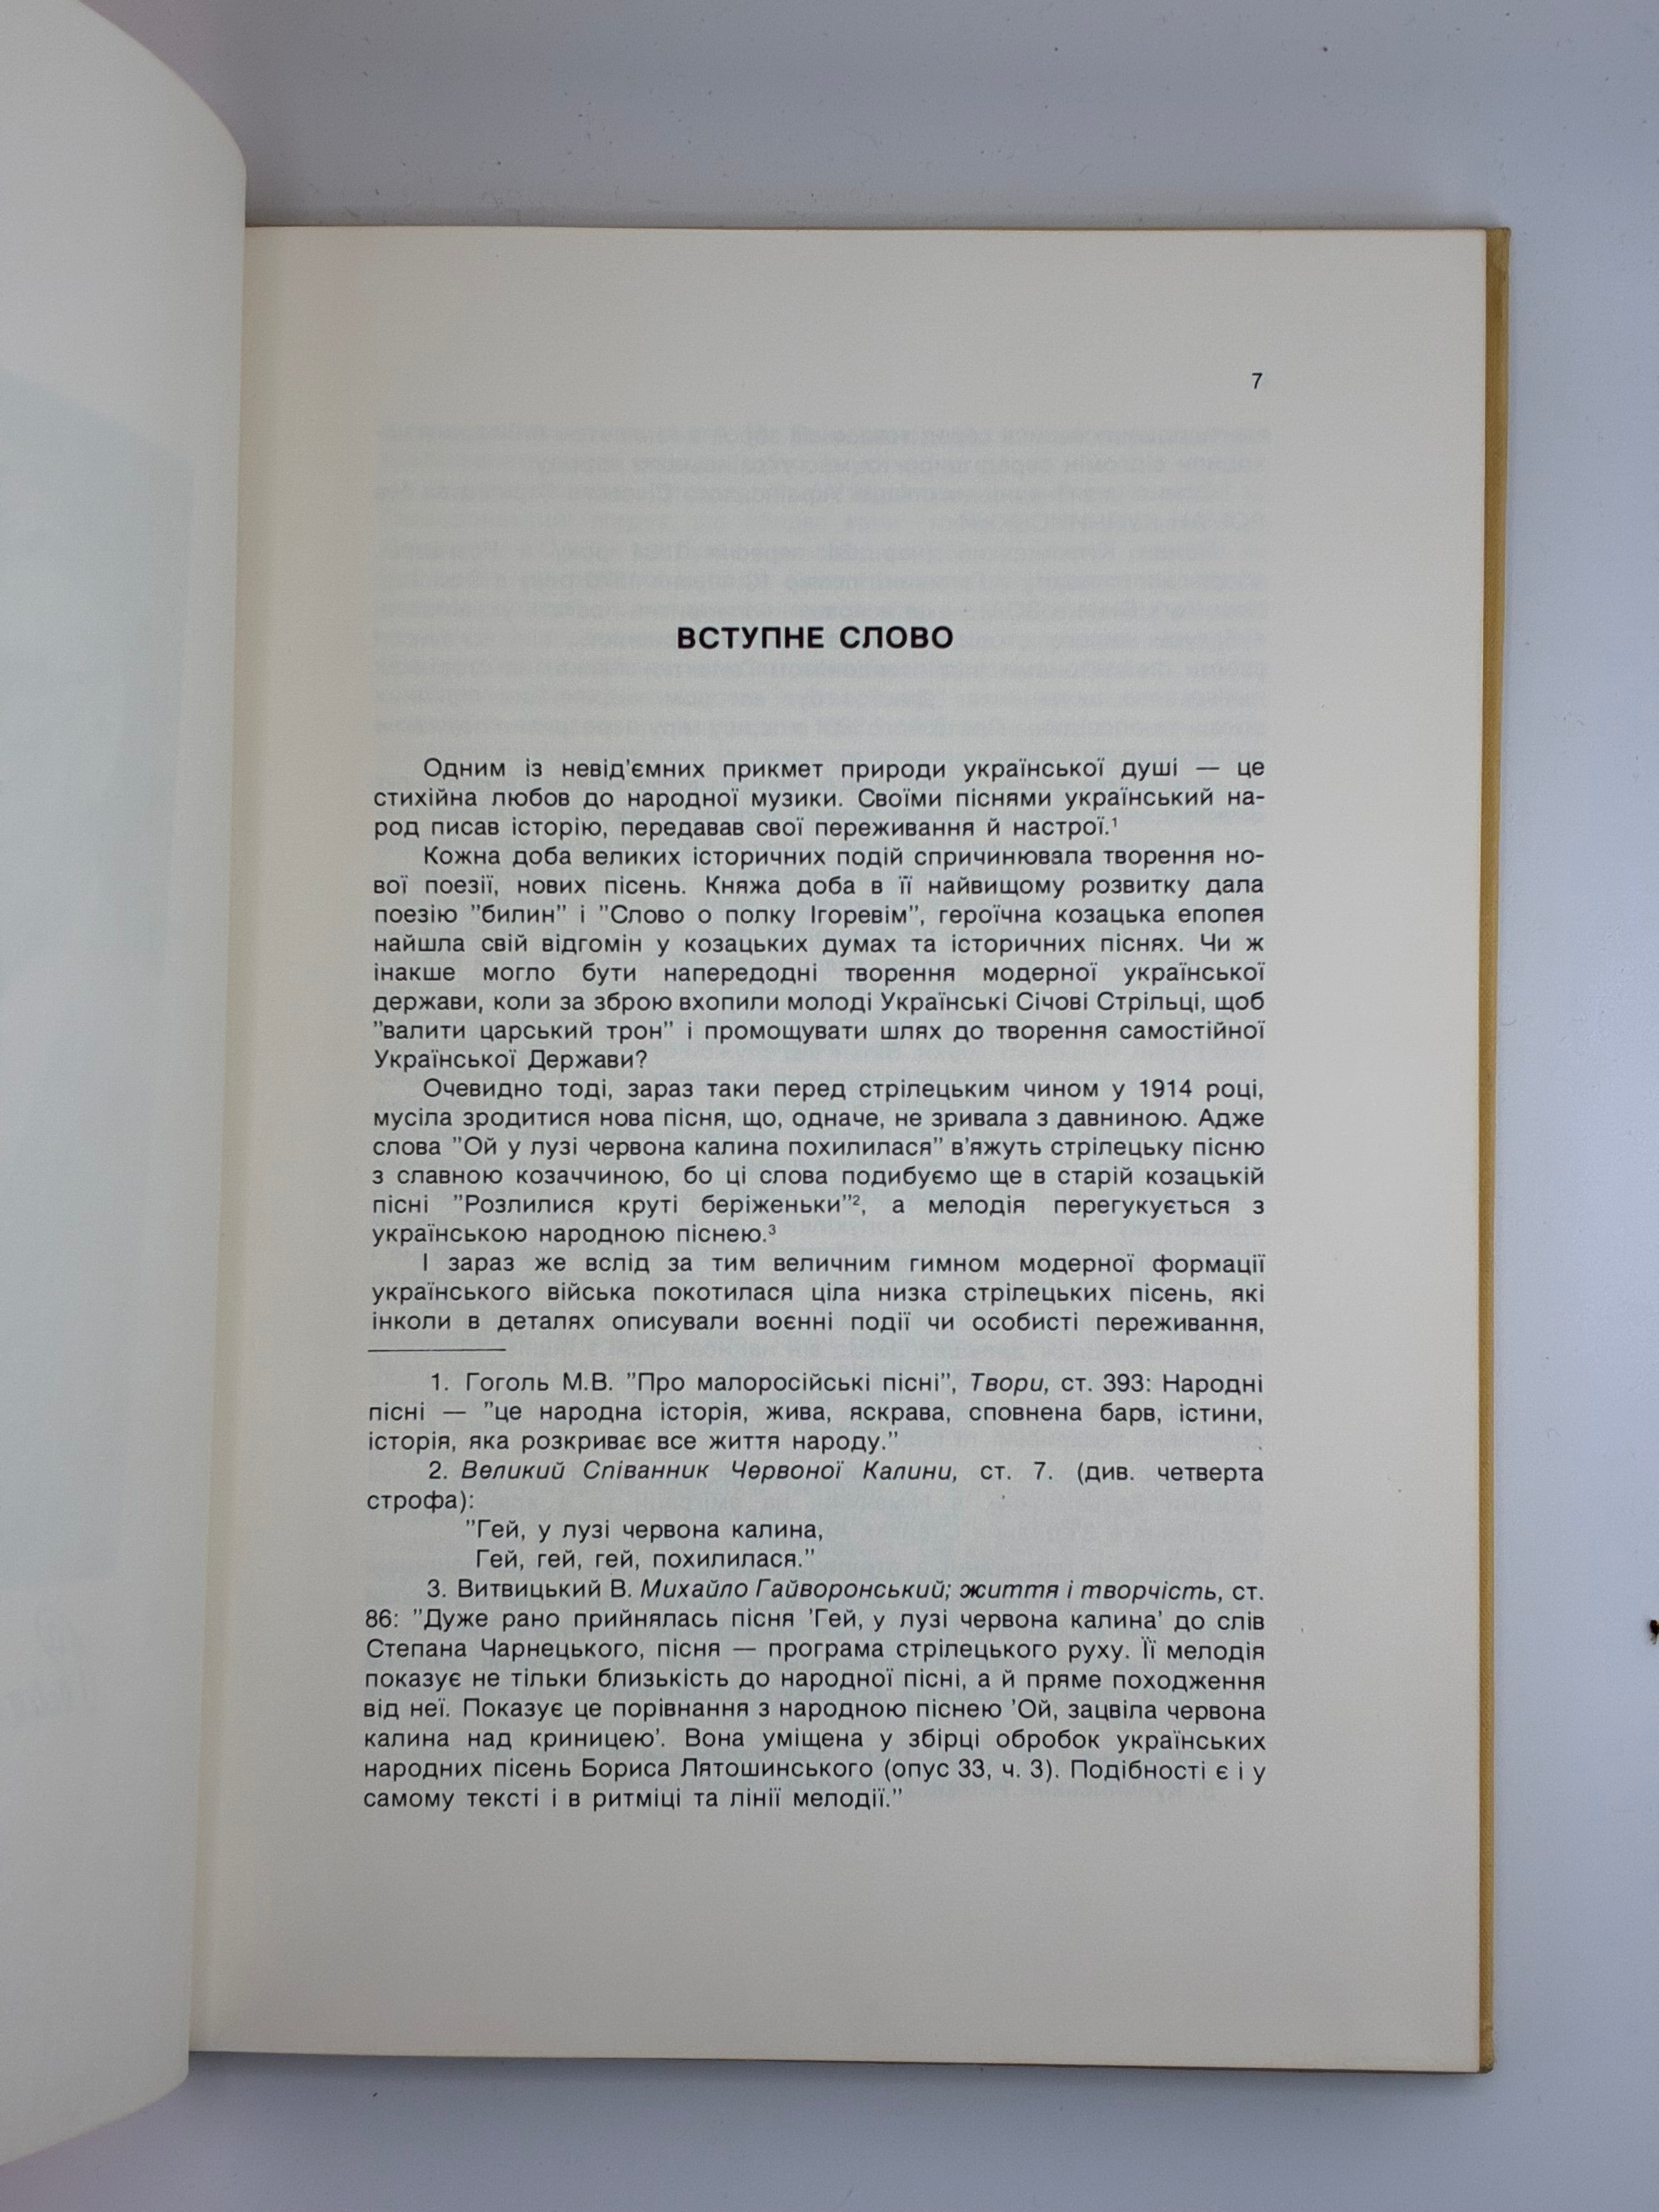 7
ВСТУПНЕ СЛОВО
Одним із невід'ємних прикмет природи української душі — це
стихійна любов до народної музики. Своїми піснями український на-
род писав історію, передавав свої переживання й настрої.¹
Кожна доба великих історичних подій спричинювала творення но-
вої поезії, нових пісень. Княжа доба в її найвищому розвитку дала
поезію ”билин” і ”Слово о полку Ігоревім”, героїчна козацька епопея
найшла свій відгомін у козацьких думах та історичних піснях. Чи ж
інакше могло бути напередодні творення модерної української
держави, коли за зброю вхопили молоді Українські Січові Стрільці, щоб
”валити царський трон” і промощувати шлях до творення самостійної
Української Держави?
Очевидно тоді, зараз таки перед стрілецьким чином у 1914 році,
мусіла зродитися нова пісня, що, одначе, не зривала з давниною. Адже
слова ”Ой у лузі червона калина похилилася” в'яжуть стрілецьку пісню
з славною козаччиною, бо ці слова подибуємо ще в старій козацькій
пісні ”Розлилися круті беріженьки”², а мелодія перегукується з
українською народною піснею.³
І зараз же вслід за тим величним гимном модерної формації
українського війська покотилася ціла низка стрілецьких пісень, які
інколи в деталях описували воєнні події чи особисті переживання,
1. Гоголь М.В. ”Про малоросійські пісні”, Твори, ст. 393: Народні
пісні — ”це народна історія, жива, яскрава, сповнена барв, істини,
історія, яка розкриває все життя народу.”
2. Великий Співанник Червоної Калини, ст. 7. (див. четверта
строфа):
”Гей, у лузі червона калина,
Гей, гей, гей, похилилася.”
3. Витвицький В. Михайло Гайворонський; життя і творчість, ст.
86: ”Дуже рано прийнялась пісня ’Гей, у лузі червона калина’ до слів
Степана Чарнецького, пісня — програма стрілецького руху. Її мелодія
показує не тільки близькість до народної пісні, а й пряме походження
від неї. Показує це порівняння з народною піснею ’Ой, зацвіла червона
калина над криницею’. Вона уміщена у збірці обробок українських
народних пісень Бориса Лятошинського (опус 33, ч. 3). Подібності є і у
самому тексті і в ритміці та лінії мелодії.”